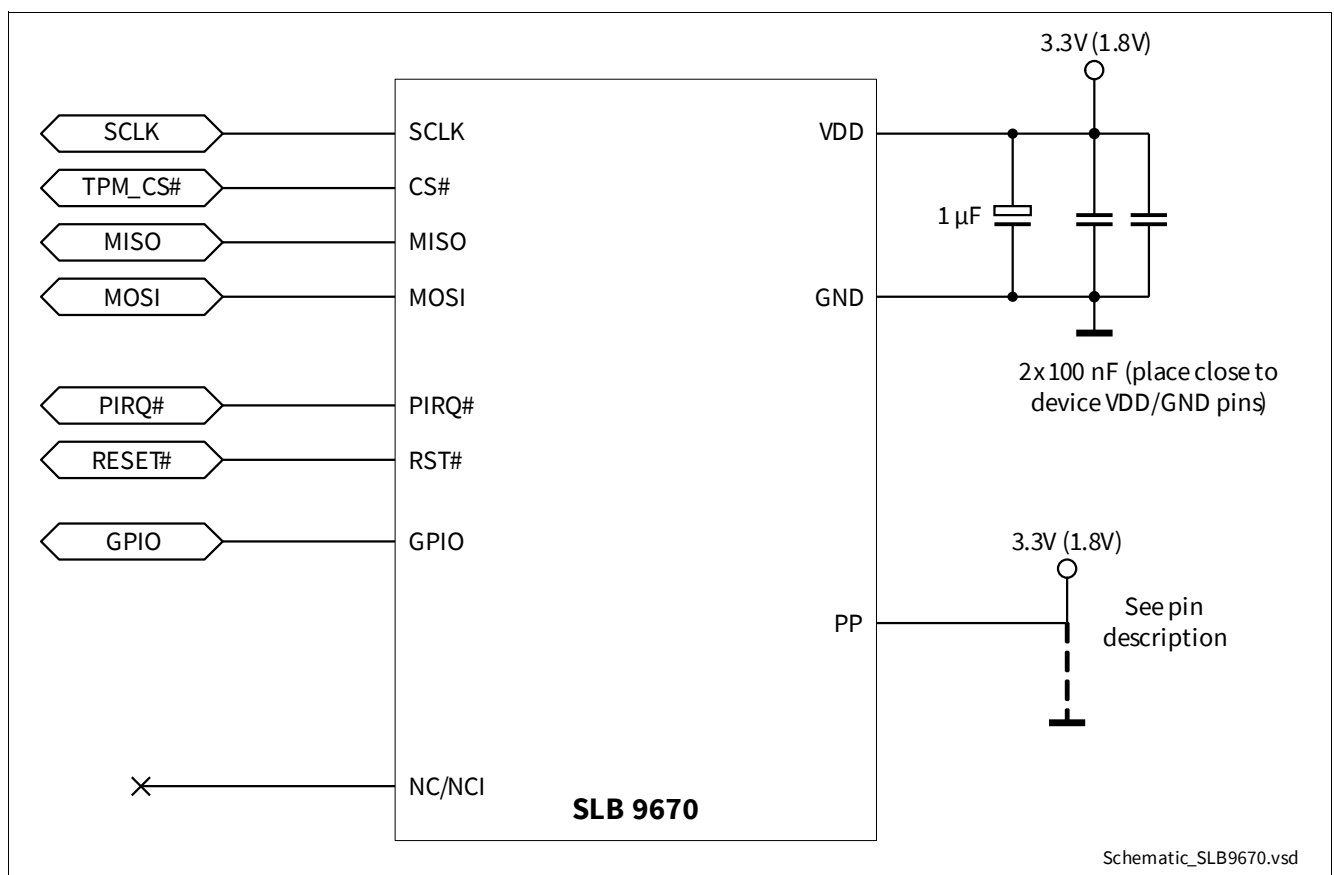 3.3V (1.8V)
SCLK
SCLK
VDD
TPM_CS#
CS#
1 µF
MISO
MISO
MOSI
MOSI
GND
2x100 nF (place close to
device VDD/GND pins)
PIRQ#
PIRQ#
RESET#
RST#
GPIO
GPIO
3.3V (1.8V)
PP
See pin
description
NC/NCI
SLB 9670
Schematic_SLB9670.vsd